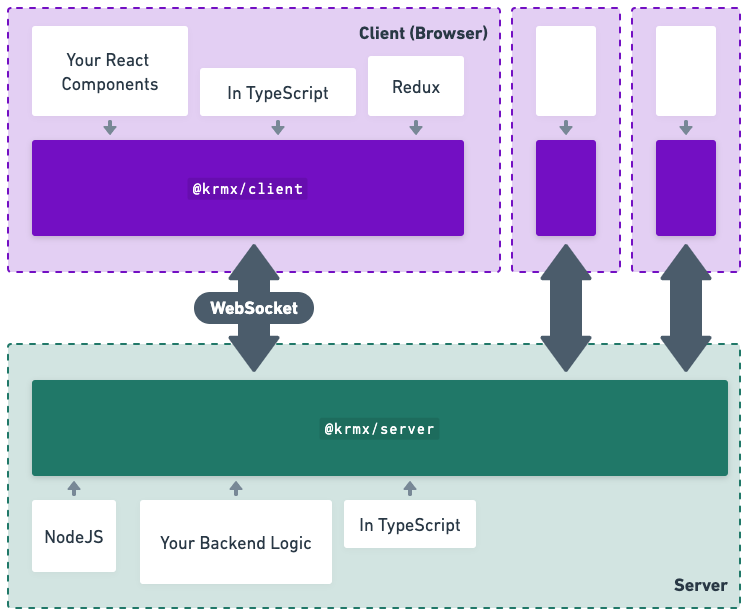 Client (Browser)
Your React
Components
In TypeScript
Redux
@krmx/client
WebSocket
@krmx/server
NodeJS
Your Backend Logic
In TypeScript
Server